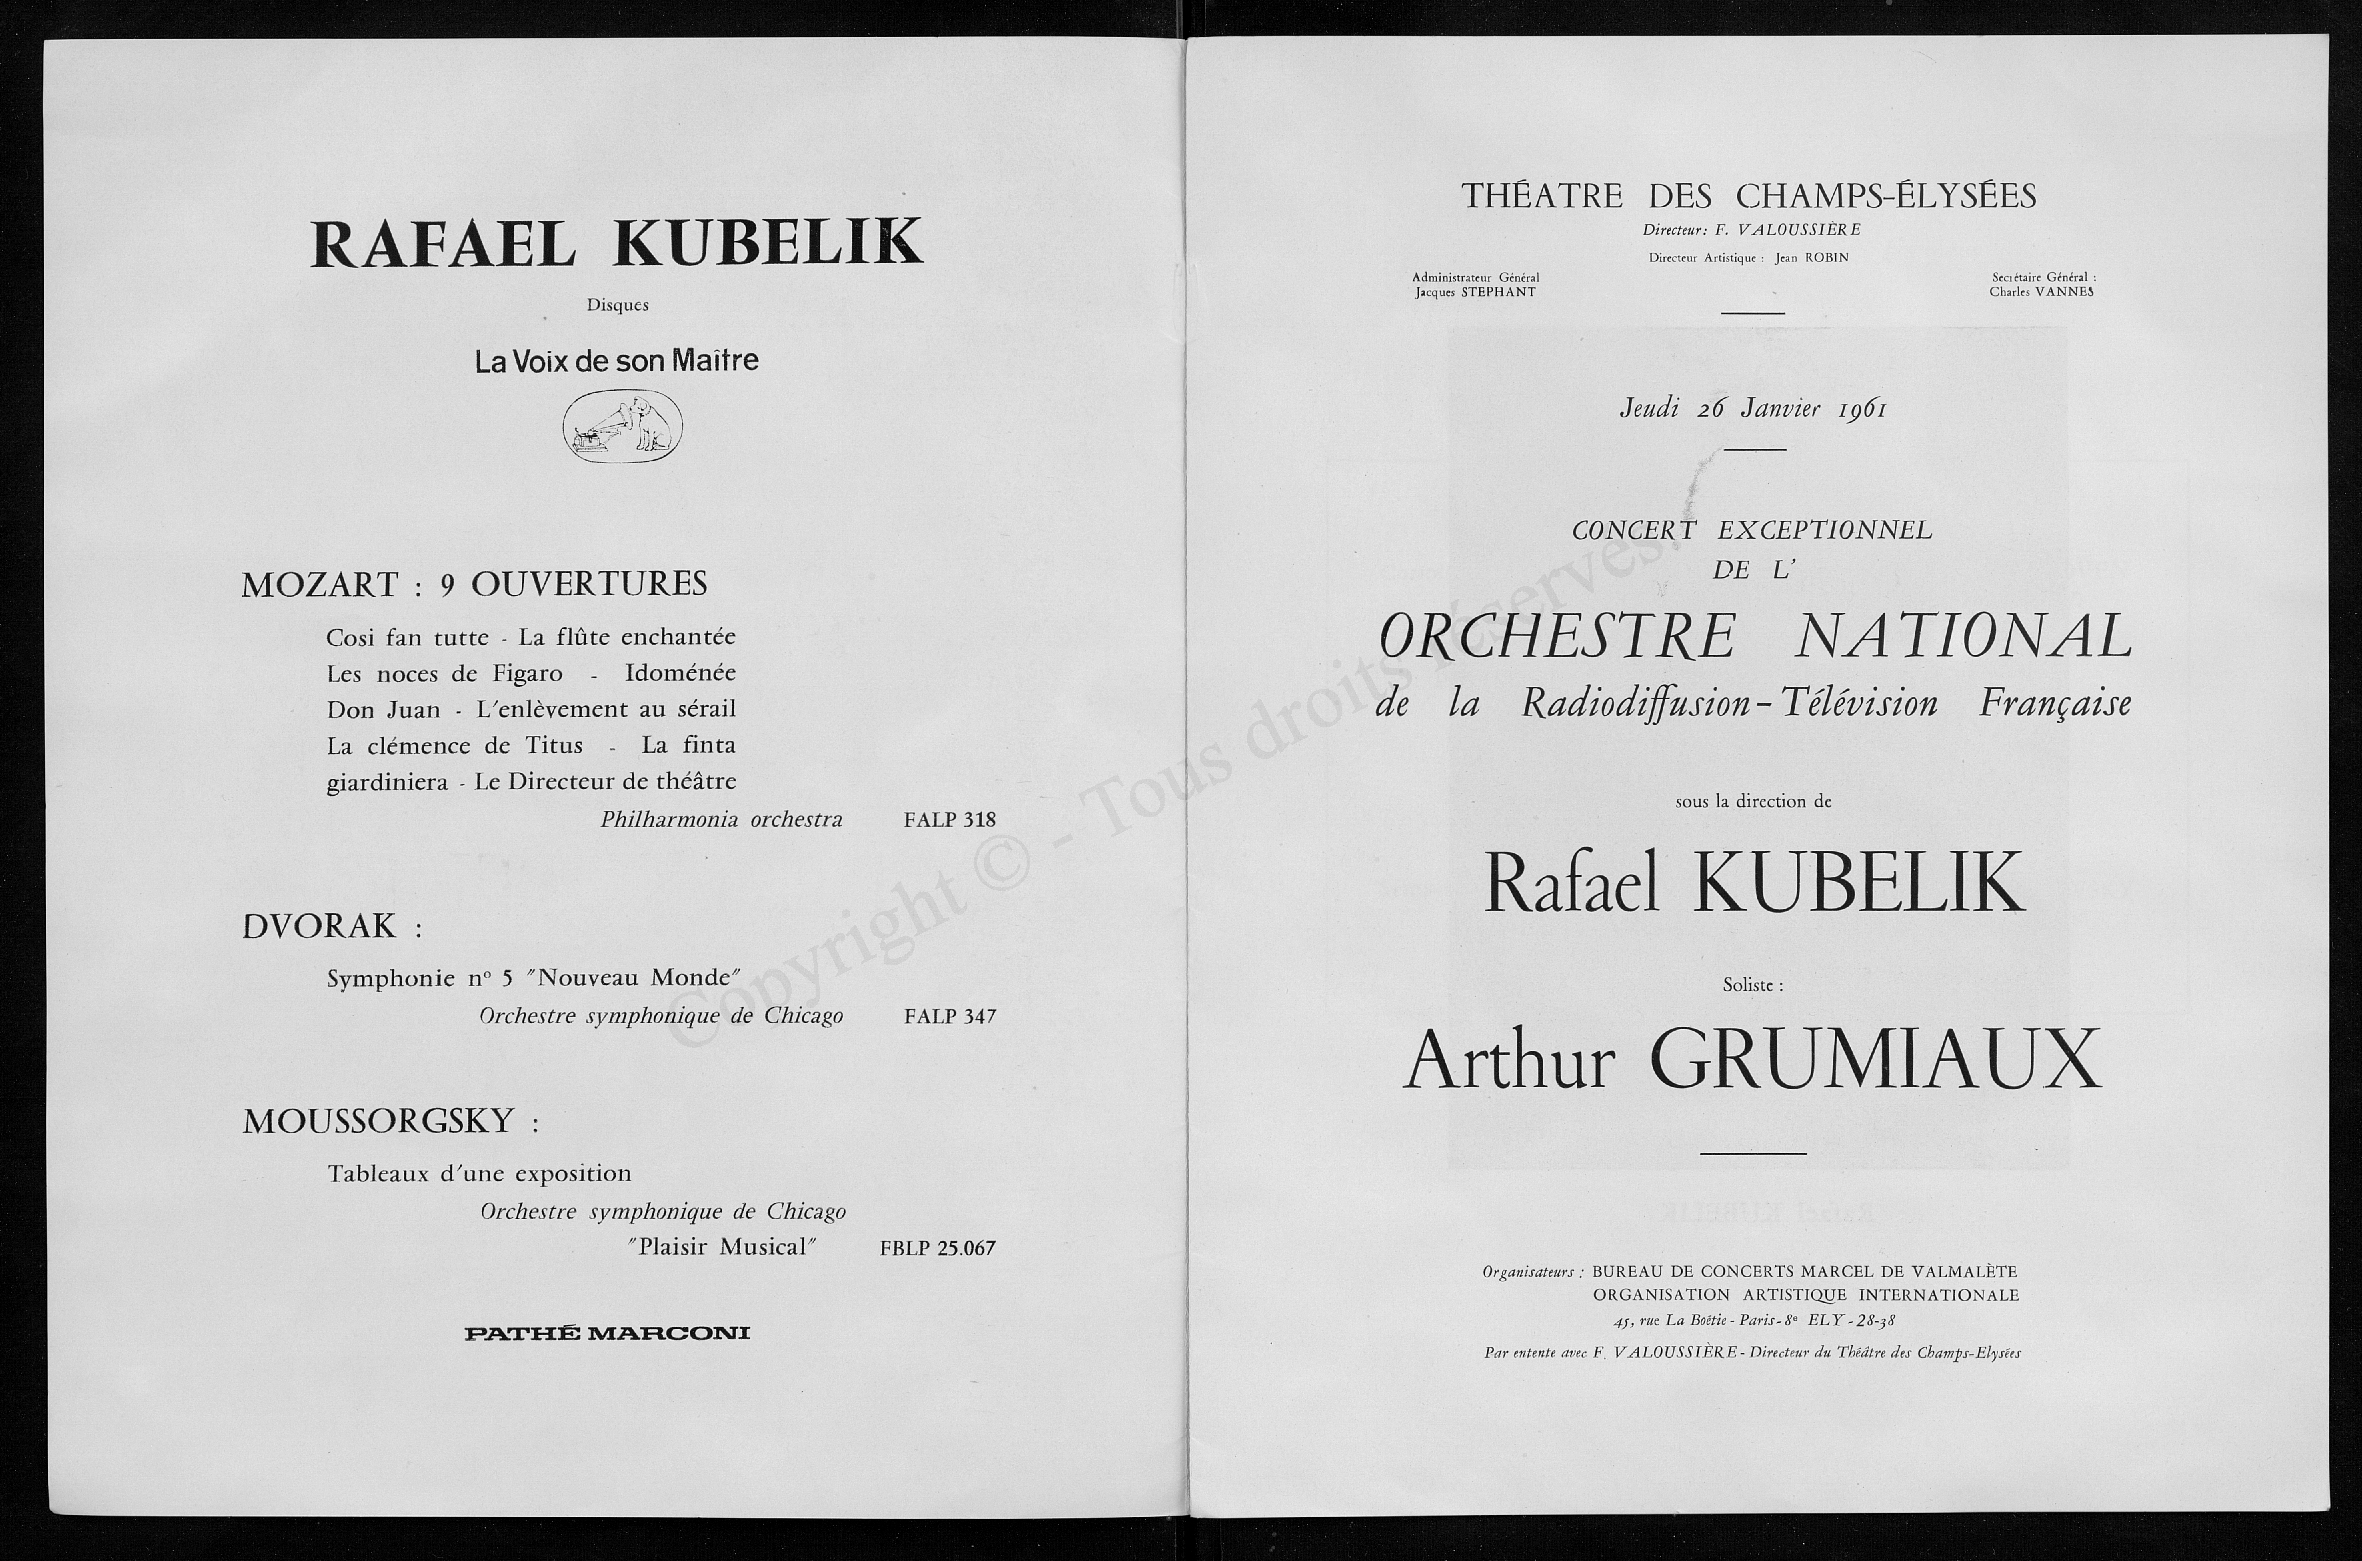 RAFAEL KUBELIK
Disques
La Voix de son Maître
MOZART : 9 OUVERTURES
Cosi fan tutte - La flûte enchantée
Les noces de Figaro - Idoménée
Don Juan - L'enlèvement au sérail
La clémence de Titus - La finta
giardiniera - Le Directeur de théâtre
Philharmonia orchestra FALP 318
DVORAK :
Symphonie nº 5 "Nouveau Monde"
Orchestre symphonique de Chicago FALP 347
MOUSSORGSKY :
Tableaux d'une exposition
Orchestre symphonique de Chicago
"Plaisir Musical" FBLP 25.067
PATHÉ MARCONI
THÉATRE DES CHAMPS-ÉLYSÉES
Directeur: F. VALOUSSIÈRE
Directeur Artistique : Jean ROBIN
Administrateur Général
Jacques STEPHANT
Secrétaire Général :
Charles VANNES
Jeudi 26 Janvier 1961
CONCERT EXCEPTIONNEL
DE L'
ORCHESTRE NATIONAL
de la Radiodiffusion-Télévision Française
sous la direction de
Rafael KUBELIK
Soliste :
Arthur GRUMIAUX
Organisateurs : BUREAU DE CONCERTS MARCEL DE VALMALÈTE
ORGANISATION ARTISTIQUE INTERNATIONALE
45, rue La Boëtie - Paris-8e ELY - 28-38
Par entente avec F. VALOUSSIÈRE - Directeur du Théâtre des Champs-Elysées
Copyright © - Tous droits réservés.